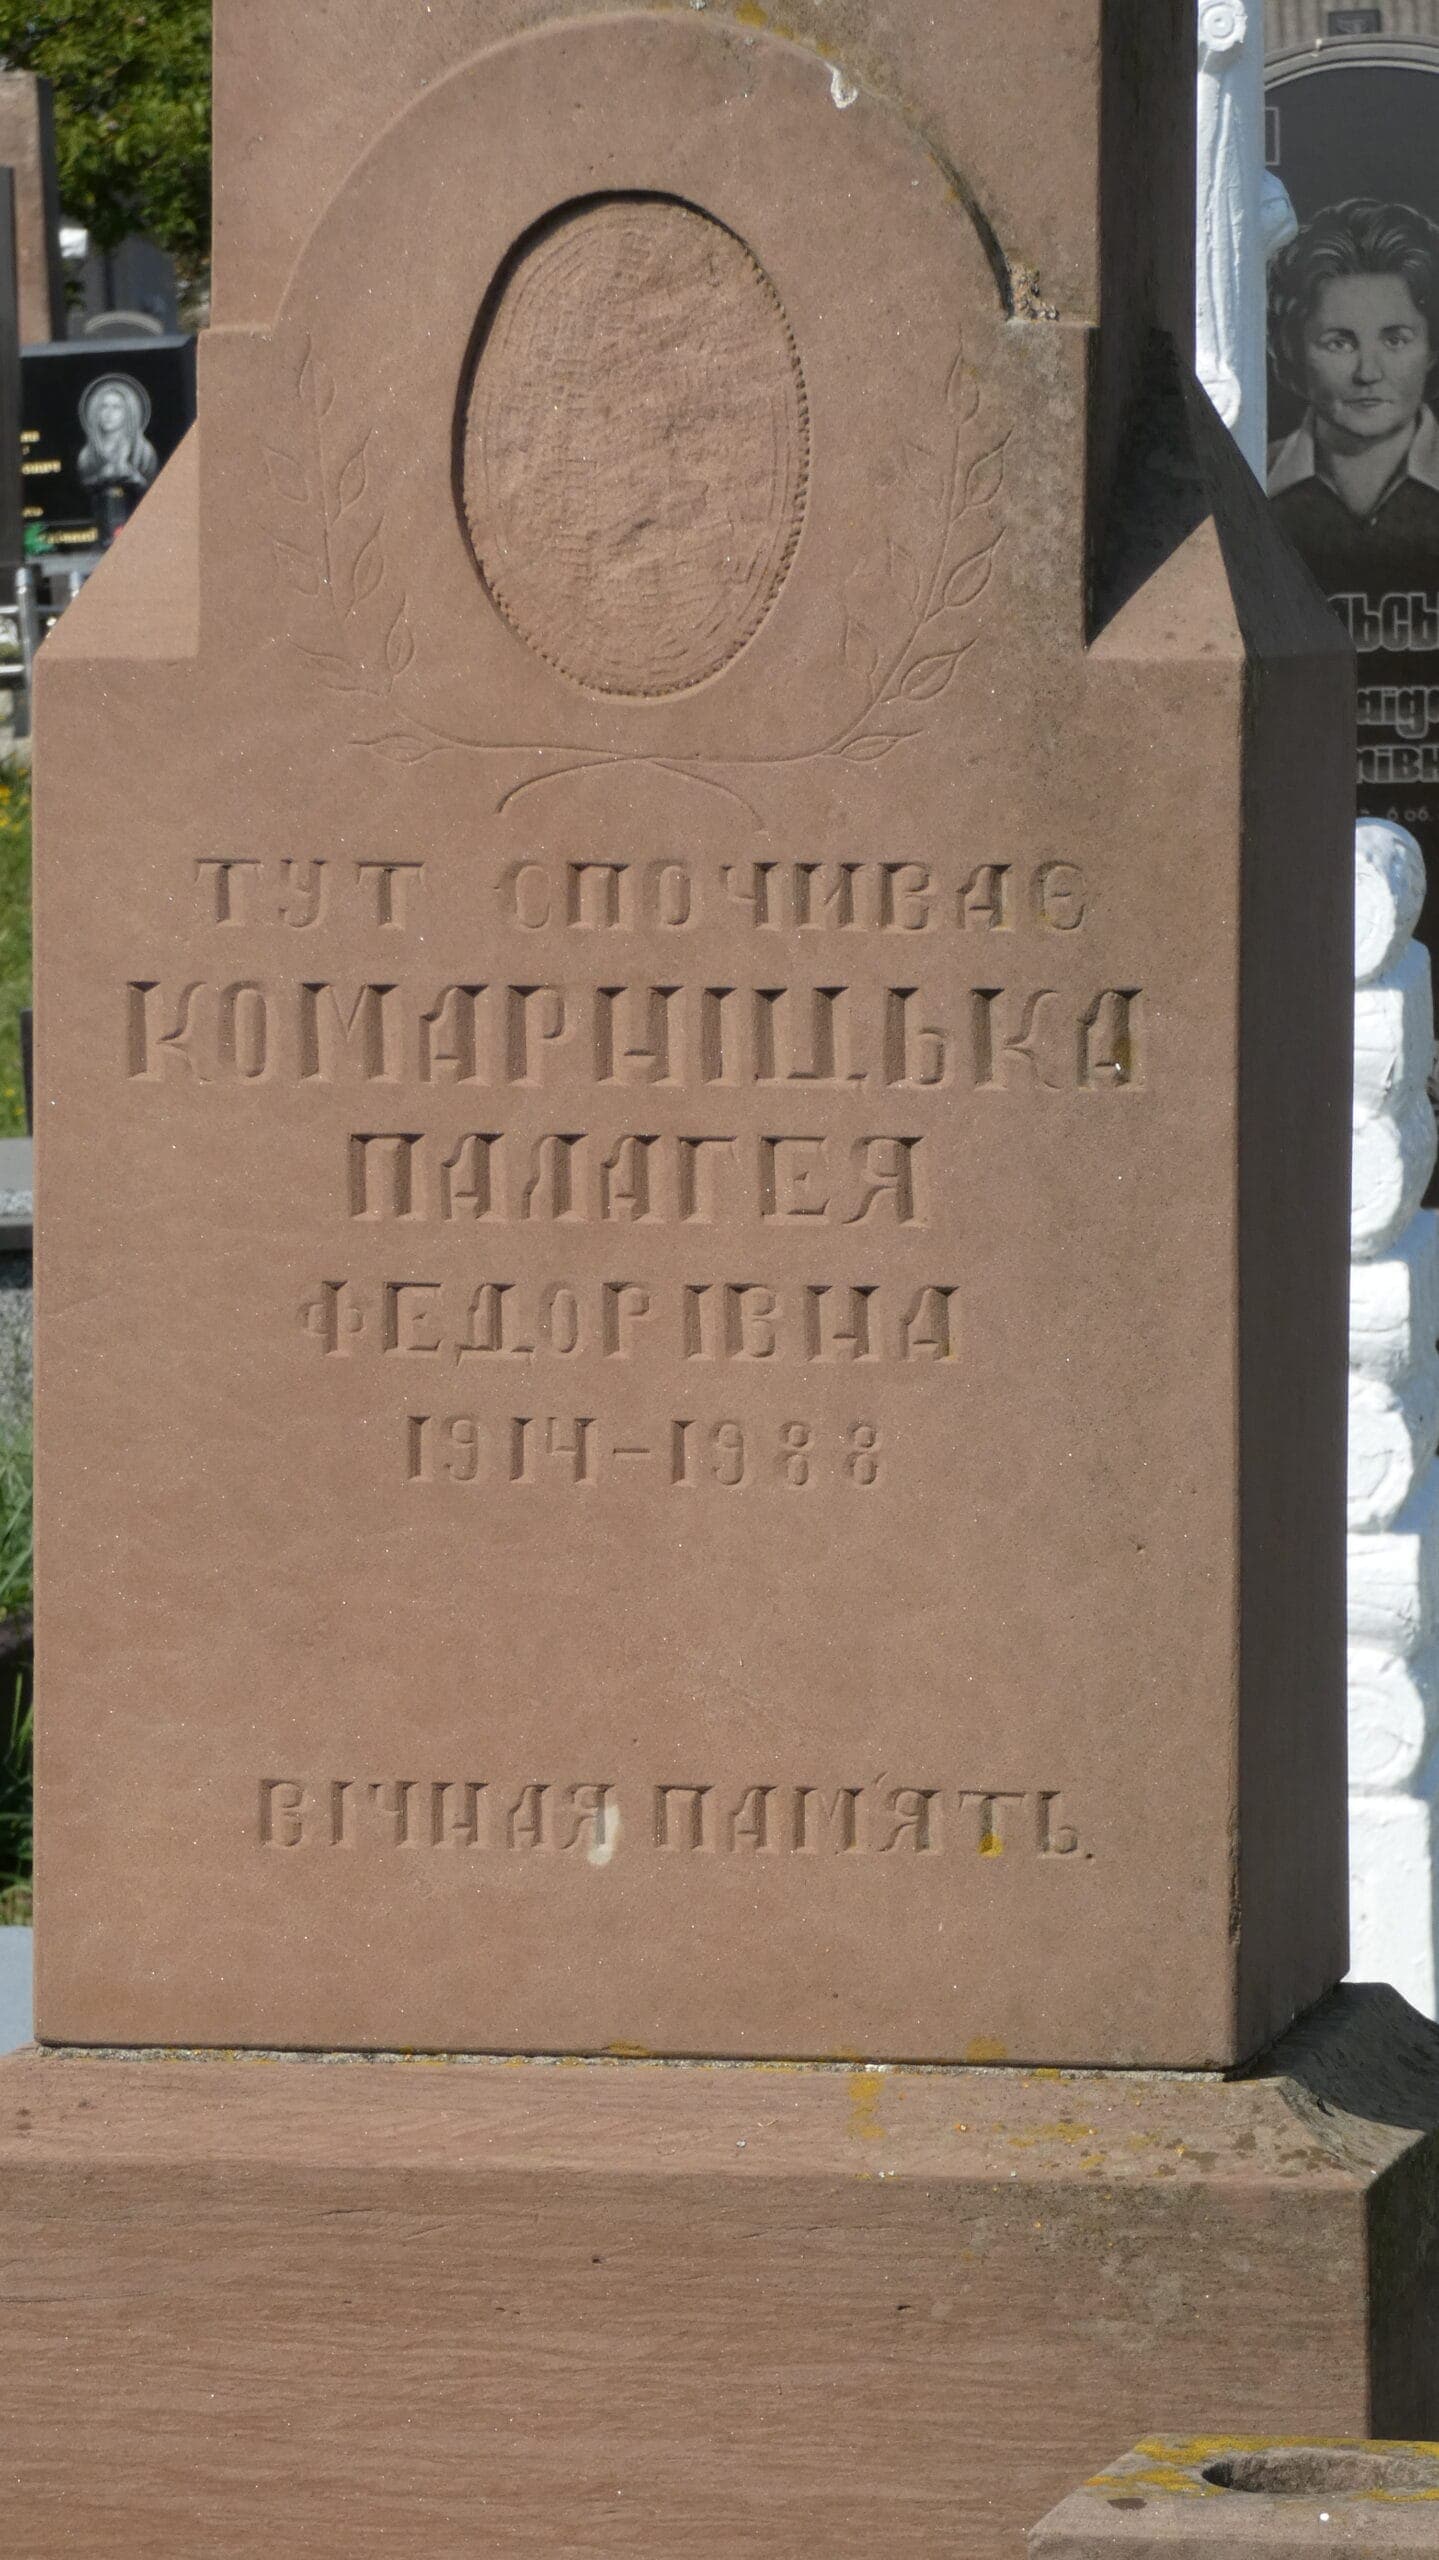 ТУТ СПОЧИВАЄ
КОМАРНІЦЬКА
ПАЛАГЕЯ
ФЕДОРІВНА
1914-1988
ВІЧНАЯ ПАМ'ЯТЬ.